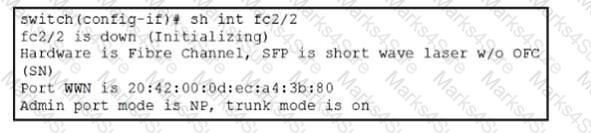 switch(config-if)# sh int fc2/2
fc2/2 is down (Initializing)
Hardware is Fibre Channel, SFP is short wave laser w/o OFC
(SN)
Port WWN is 20:42:00:0d:ec:a4:3b:80
Admin port mode is NP, trunk mode is on